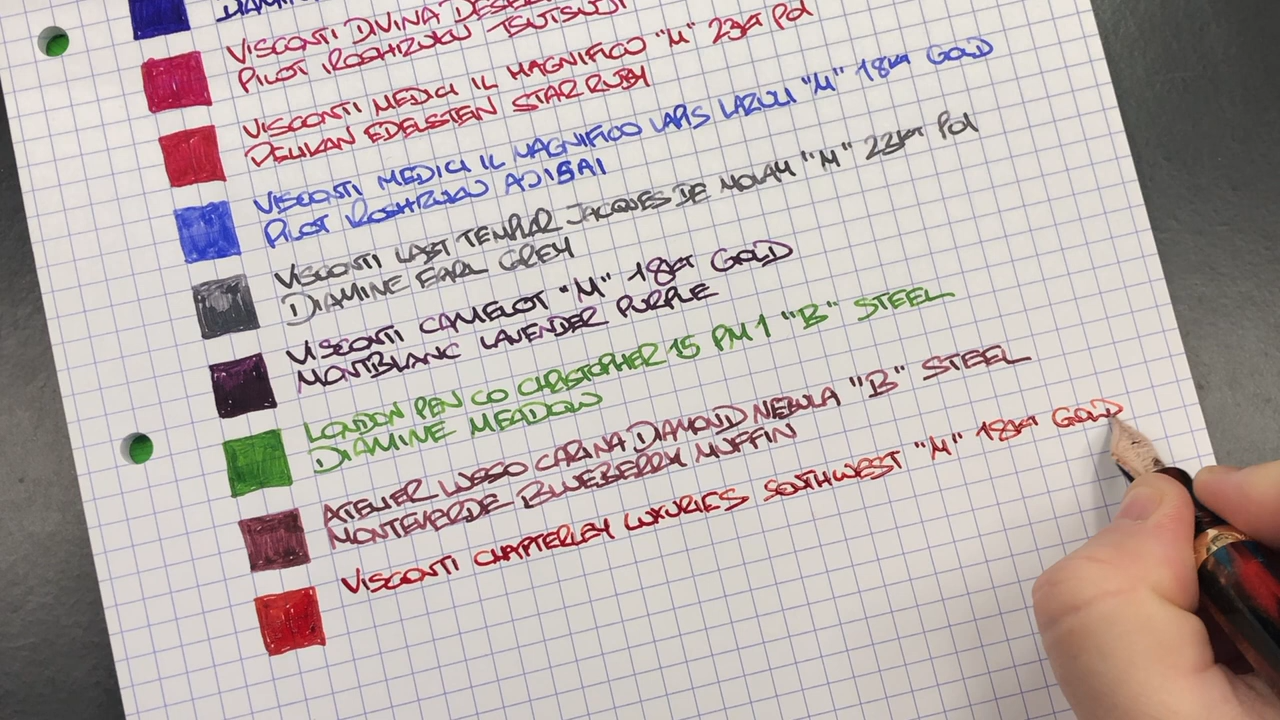 VISCONTI DIVINA DESERT
PILOT IROSHIZUKU TSUTSUJI
VISCONTI MEDICI IL MAGNIFICO "M" 23kt Pd
PELIKAN EDELSTEIN STAR RUBY
VISCONTI MEDICI IL MAGNIFICO LAPIS LAZULI "M" 18kt GOLD
PILOT IROSHIZUKU AJISAI
VISCONTI LAST TEMPLAR JACQUES DE MOLAY "M" 23kt Pd
DIAMINE EARL GREY
VISCONTI CAMELOT "M" 18kt GOLD
MONTBLANC LAVENDER PURPLE
LONDON PEN CO CHRISTOPHER 15 PM 1 "B" STEEL
DIAMINE MEADOW
ATELIER LUSSO CARINA DIAMOND NEBULA "B" STEEL
MONTEVERDE BLUEBERRY MUFFIN
VISCONTI CHATTERLEY LUXURIES SOUTHWEST "M" 18kt GOLD